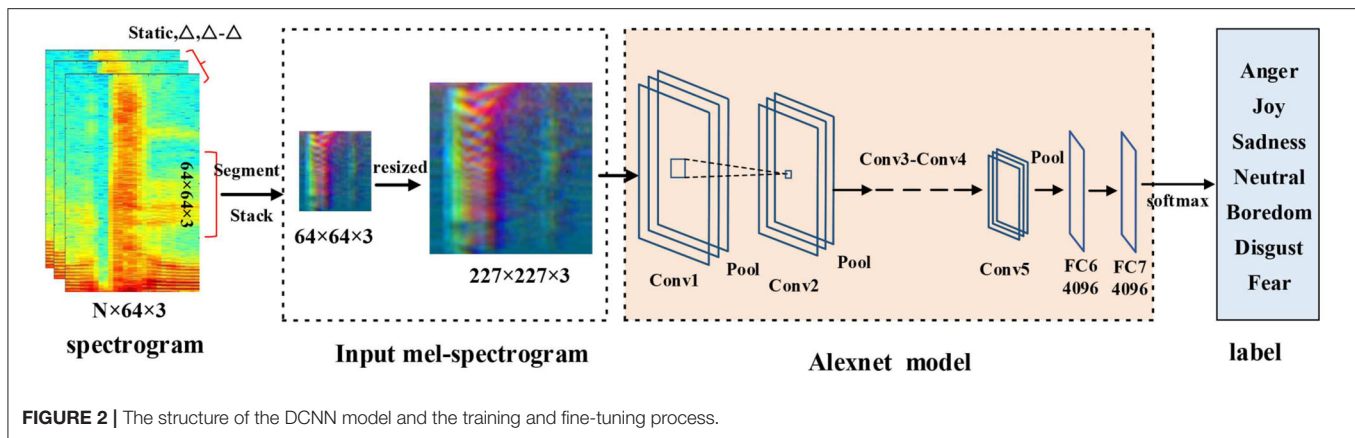 Static,△,△-△
64×64×3
N×64×3
spectrogram
Segment
Stack
64×64×3
resized
227×227×3
Input mel-spectrogram
Conv1
Pool
Conv2
Pool
Conv3-Conv4
Conv5
Pool
FC6
4096
FC7
4096
Alexnet model
softmax
Anger
Joy
Sadness
Neutral
Boredom
Disgust
Fear
label
FIGURE 2 | The structure of the DCNN model and the training and fine-tuning process.